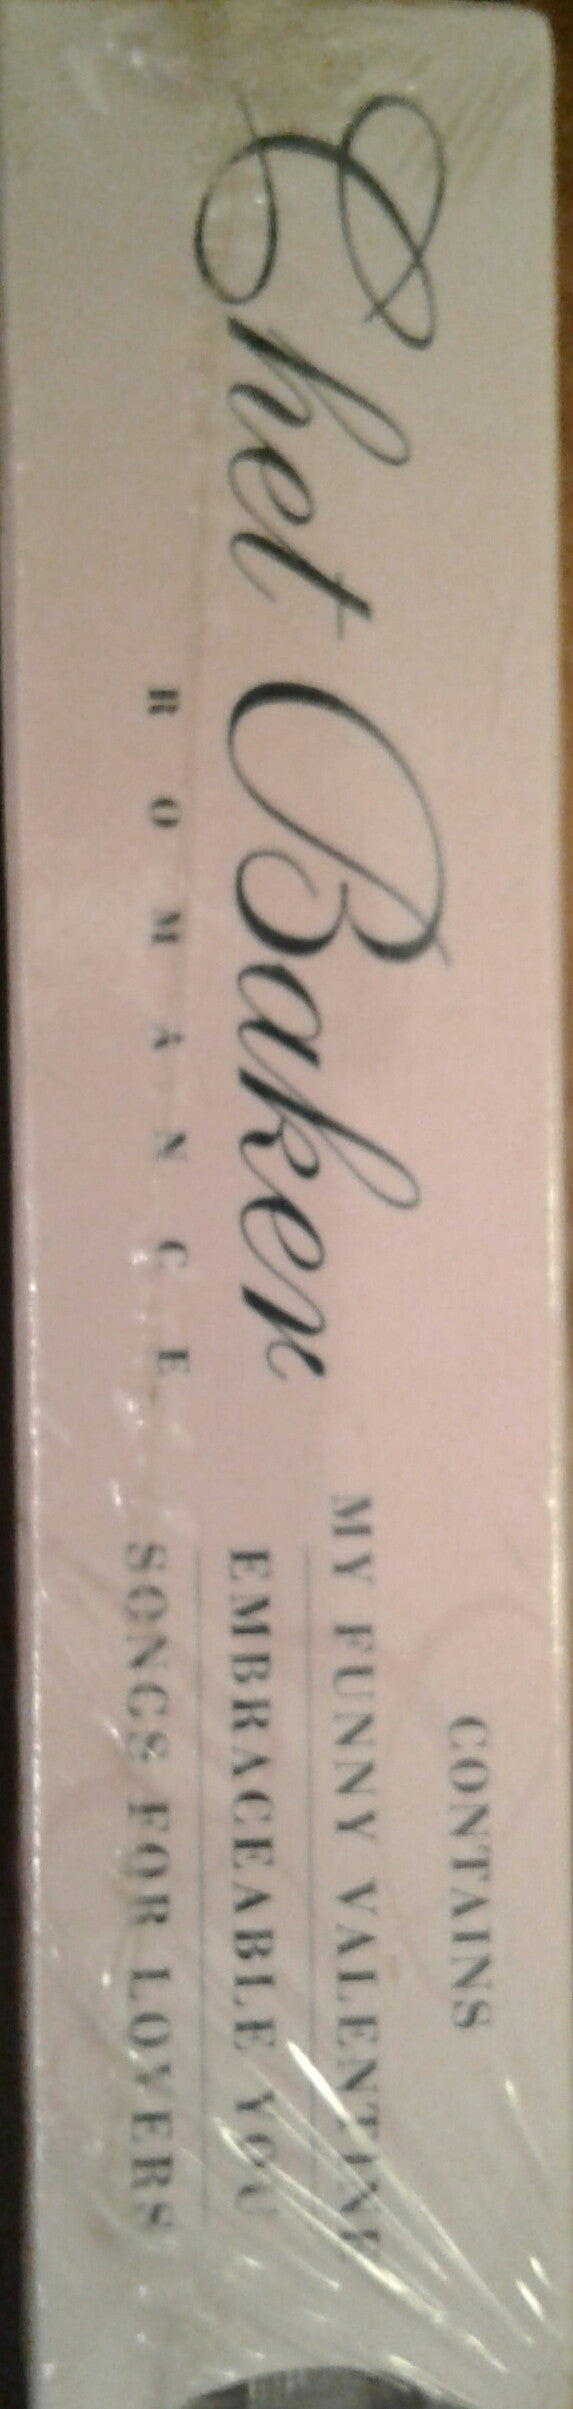 Chet Baker
ROMANCE
CONTAINS
MY FUNNY VALENTINE
EMBRACEABLE YOU
SONGS FOR LOVERS